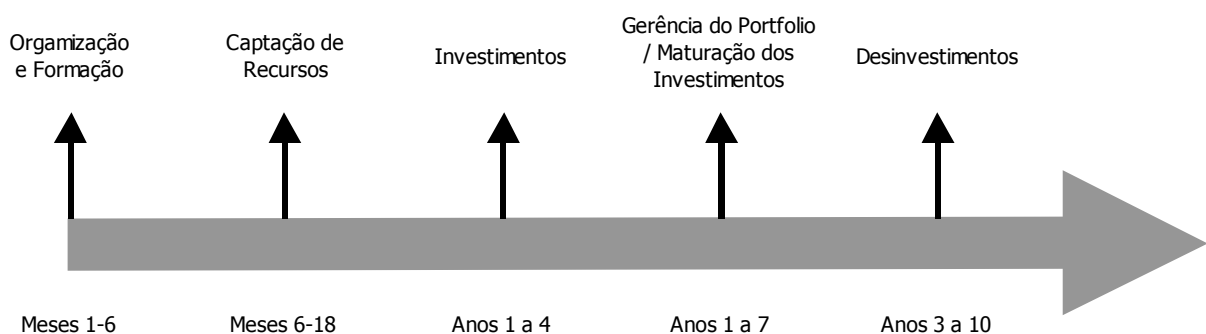 Orgamização
e Formação
Captação de
Recursos
Investimentos
Gerência do Portfolio
/ Maturação dos
Investimentos
Desinvestimentos
Meses 1-6
Meses 6-18
Anos 1 a 4
Anos 1 a 7
Anos 3 a 10